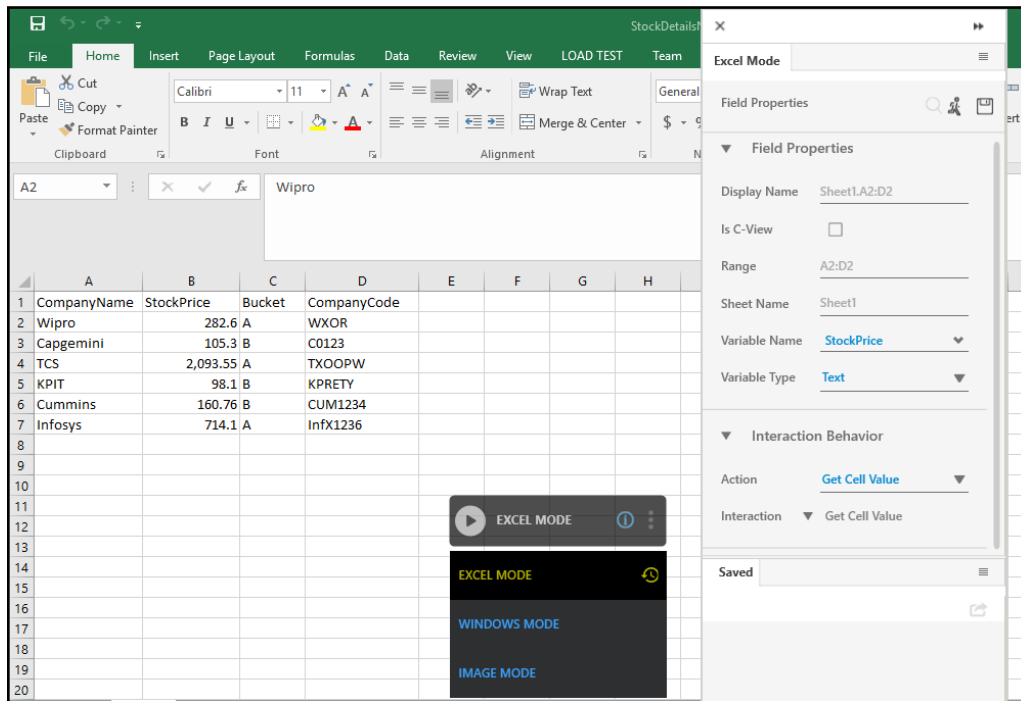 StockDetails
File Home Insert Page Layout Formulas Data Review View LOAD TEST Team
Cut
Copy
Format Painter
Paste
Calibri 11
A A
Wrap Text
General
B I U A
Merge & Center
$
Clipboard Font Alignment
A2 fx Wipro
A B C D E F G H
1 CompanyName StockPrice Bucket CompanyCode
2 Wipro 282.6 A WXOR
3 Capgemini 105.3 B C0123
4 TCS 2,093.55 A TXOOPW
5 KPIT 98.1 B KPRETY
6 Cummins 160.76 B CUM1234
7 Infosys 714.1 A InfX1236
8
9
10
11
12
13
14
15
16
17
18
19
20
EXCEL MODE
EXCEL MODE
WINDOWS MODE
IMAGE MODE
Excel Mode
Field Properties
Field Properties
Display Name Sheet1.A2:D2
Is C-View
Range A2:D2
Sheet Name Sheet1
Variable Name StockPrice
Variable Type Text
Interaction Behavior
Action Get Cell Value
Interaction Get Cell Value
Saved